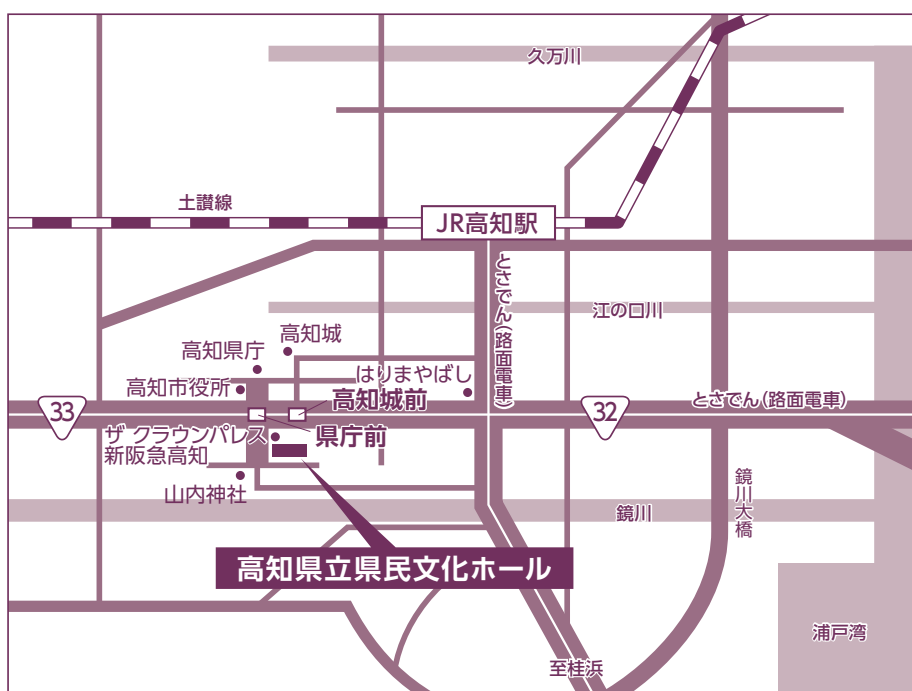 久万川
土讃線
JR高知駅
とさでん(路面電車)
江の口川
高知城
高知県庁
はりまやばし
高知市役所
高知城前
とさでん(路面電車)
33
32
ザ クラウンパレス
新阪急高知
県庁前
山内神社
鏡川大橋
鏡川
高知県立県民文化ホール
浦戸湾
至桂浜